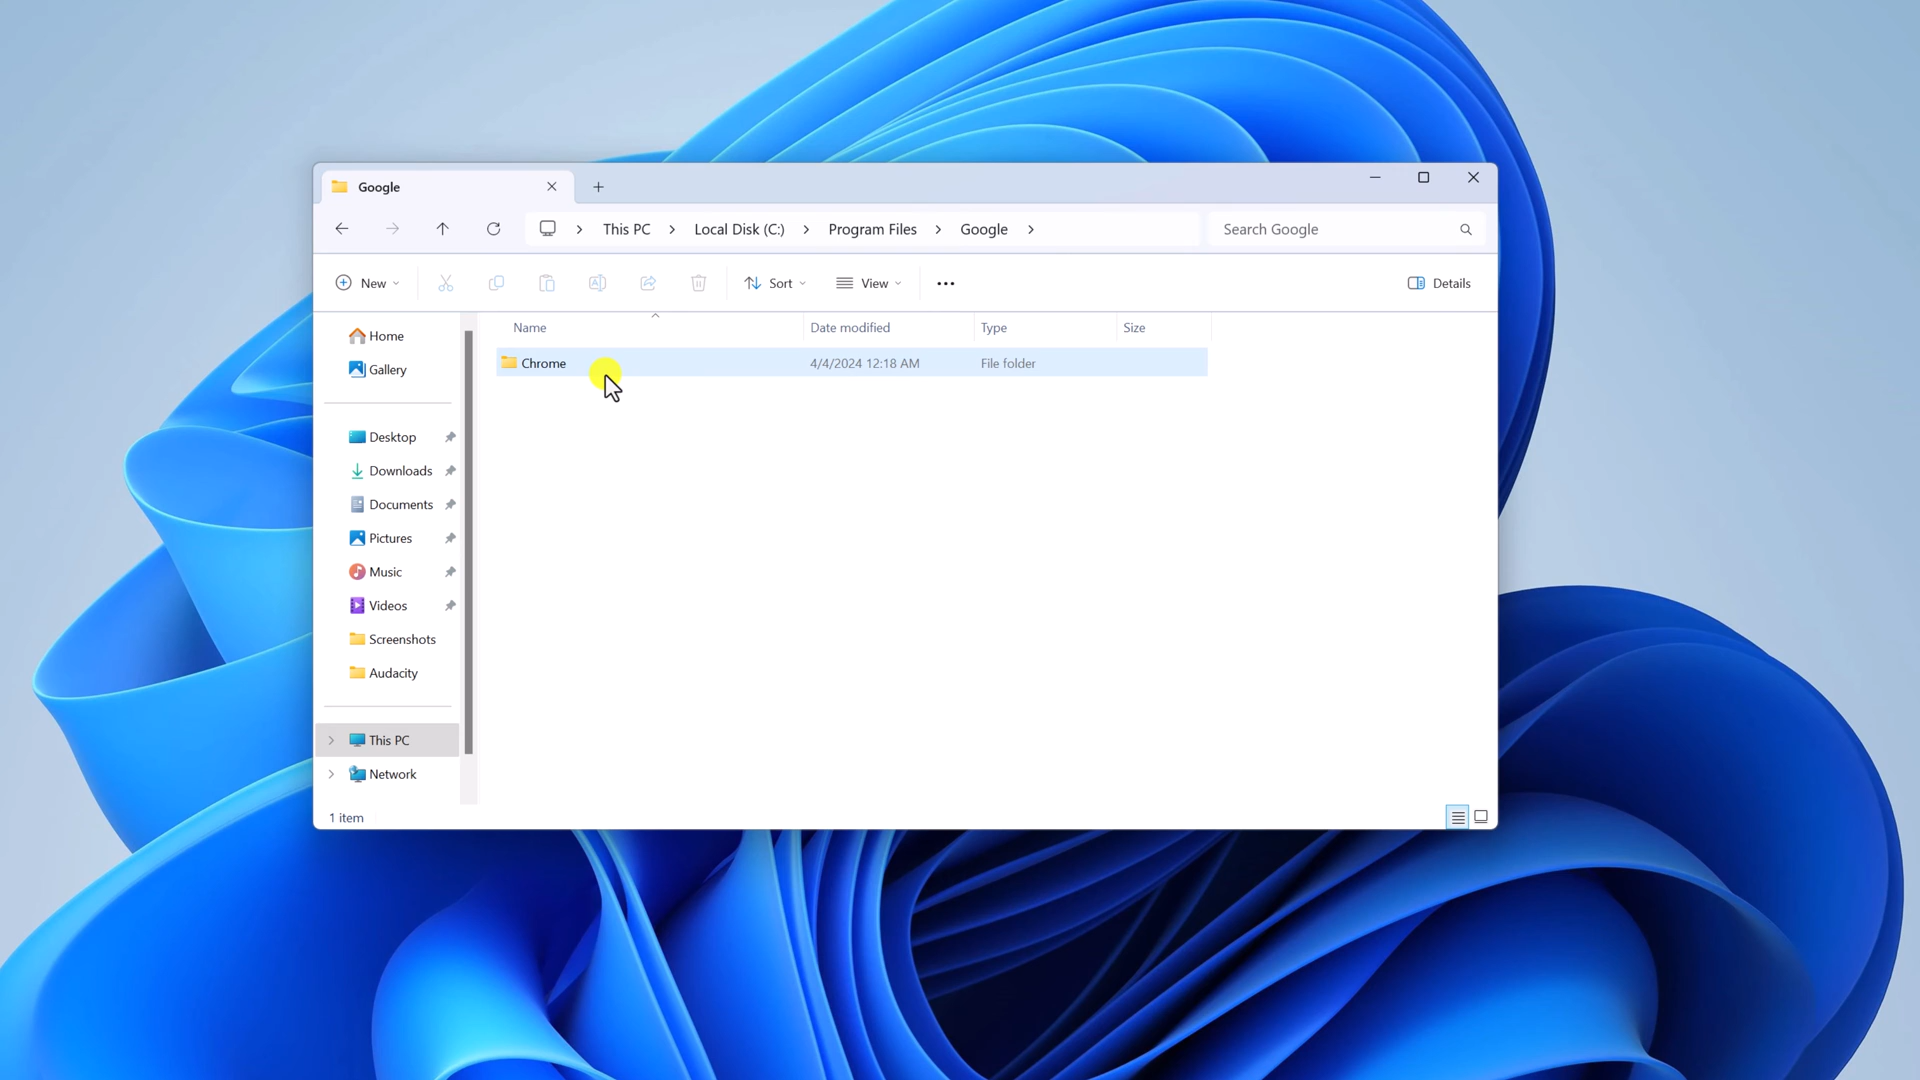 Google
This PC
Local Disk (C:)
Program Files
Google
Search Google
New
Sort
View
Details
Name
Date modified
Type
Size
Chrome
4/4/2024 12:18 AM
File folder
Home
Gallery
Desktop
Downloads
Documents
Pictures
Music
Videos
Screenshots
Audacity
This PC
Network
1 item